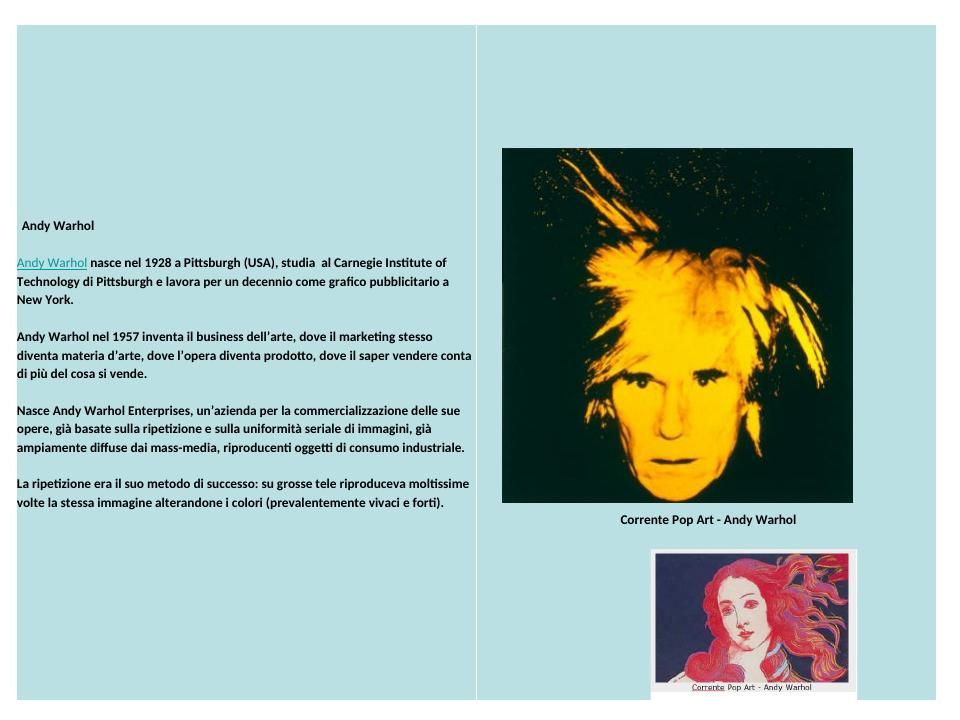 Andy Warhol
Andy Warhol nasce nel 1928 a Pittsburgh (USA), studia  al Carnegie Institute of
Technology di Pittsburgh e lavora per un decennio come grafico pubblicitario a
New York.
Andy Warhol nel 1957 inventa il business dell’arte, dove il marketing stesso
diventa materia d’arte, dove l’opera diventa prodotto, dove il saper vendere conta
di più del cosa si vende.
Nasce Andy Warhol Enterprises, un’azienda per la commercializzazione delle sue
opere, già basate sulla ripetizione e sulla uniformità seriale di immagini, già
ampiamente diffuse dai mass-media, riproducenti oggetti di consumo industriale.
La ripetizione era il suo metodo di successo: su grosse tele riproduceva moltissime
volte la stessa immagine alterandone i colori (prevalentemente vivaci e forti).
Corrente Pop Art - Andy Warhol
Corrente Pop Art - Andy Warhol